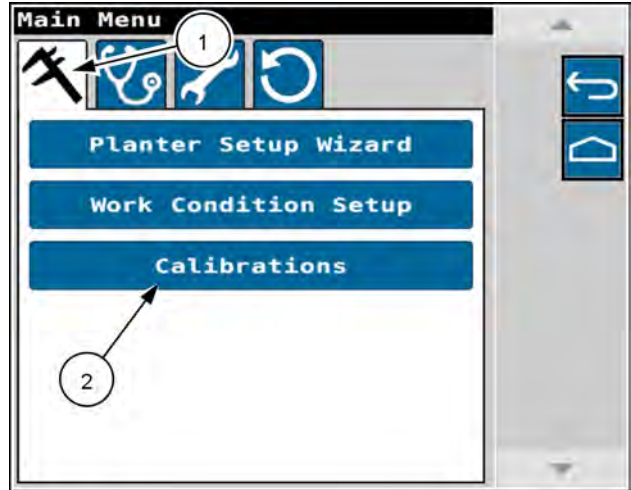 Main Menu
1
Planter Setup Wizard
Work Condition Setup
Calibrations
2